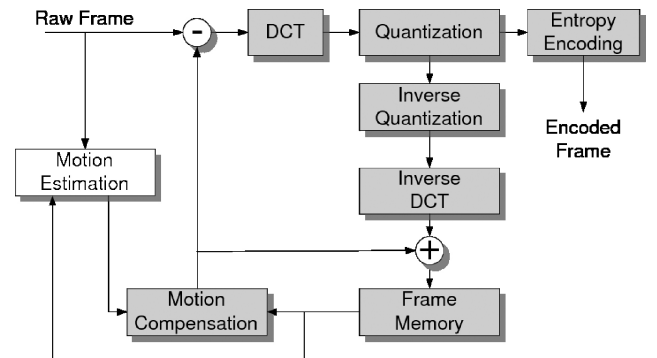 Raw Frame
-
DCT
Quantization
Entropy
Encoding
Inverse
Quantization
Encoded
Frame
Motion
Estimation
Inverse
DCT
+
Motion
Compensation
Frame
Memory